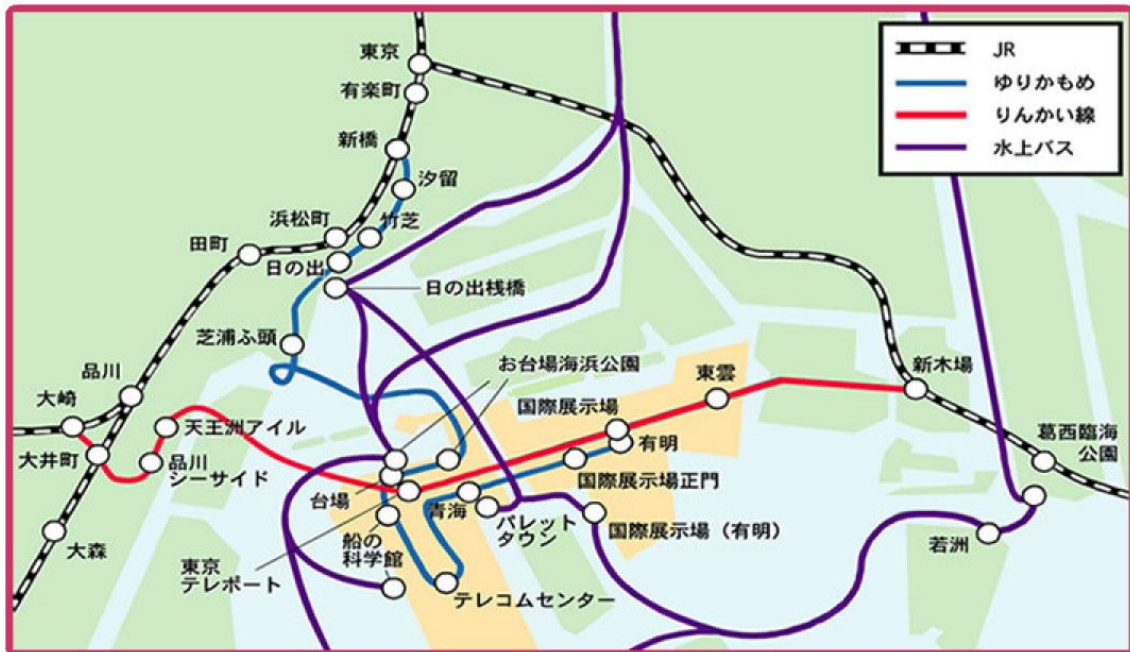 JR
ゆりかもめ
りんかい線
水上バス
東京
有楽町
新橋
汐留
浜松町
竹芝
田町
日の出
日の出桟橋
芝浦ふ頭
お台場海浜公園
品川
大崎
天王洲アイル
大井町
品川
シーサイド
大森
東雲
新木場
国際展示場
有明
葛西臨海
公園
国際展示場正門
台場
青海
パレット
タウン
国際展示場（有明）
若洲
船の
科学館
東京
テレポート
テレコムセンター